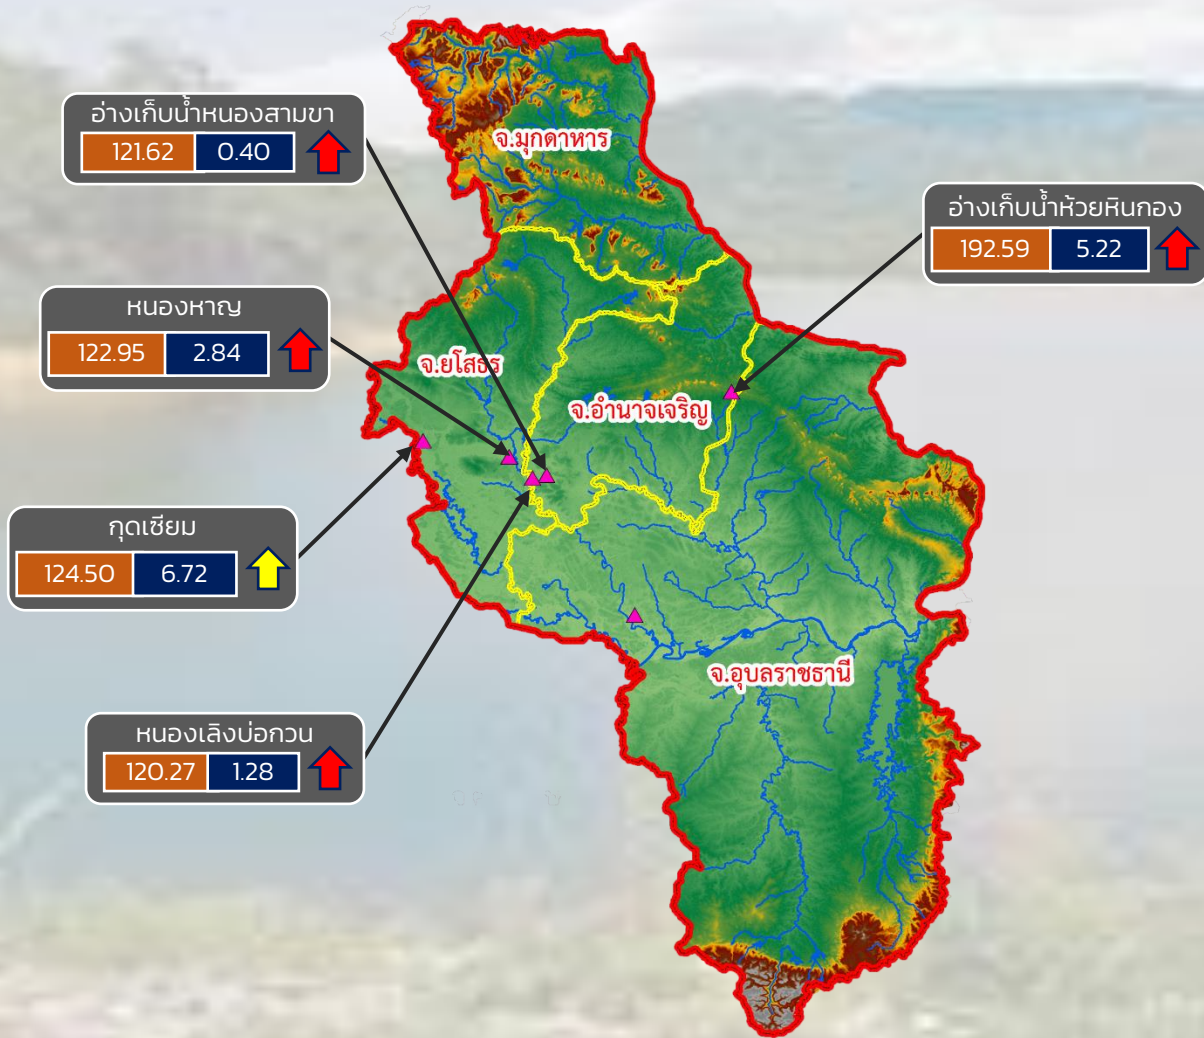 อ่างเก็บน้ำหนองสามขา
121.62 0.40
จ.มุกดาหาร
อ่างเก็บน้ำห้วยหินกอง
192.59 5.22
หนองหาญ
122.95 2.84
จ.ยโสธร
จ.อำนาจเจริญ
กุดเซียม
124.50 6.72
จ.อุบลราชธานี
หนองเลิงบ่อกวน
120.27 1.28